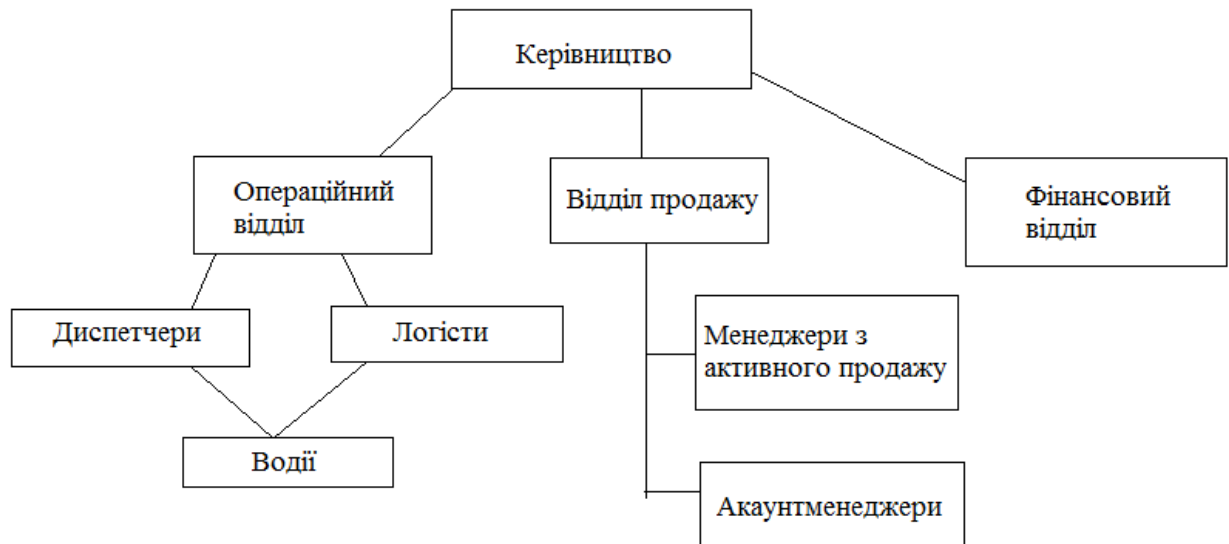 Керівництво
Операційний
відділ
Відділ продажу
Фінансовий
відділ
Диспетчери
Логісти
Менеджери з
активного продажу
Водії
Акаунтменеджери